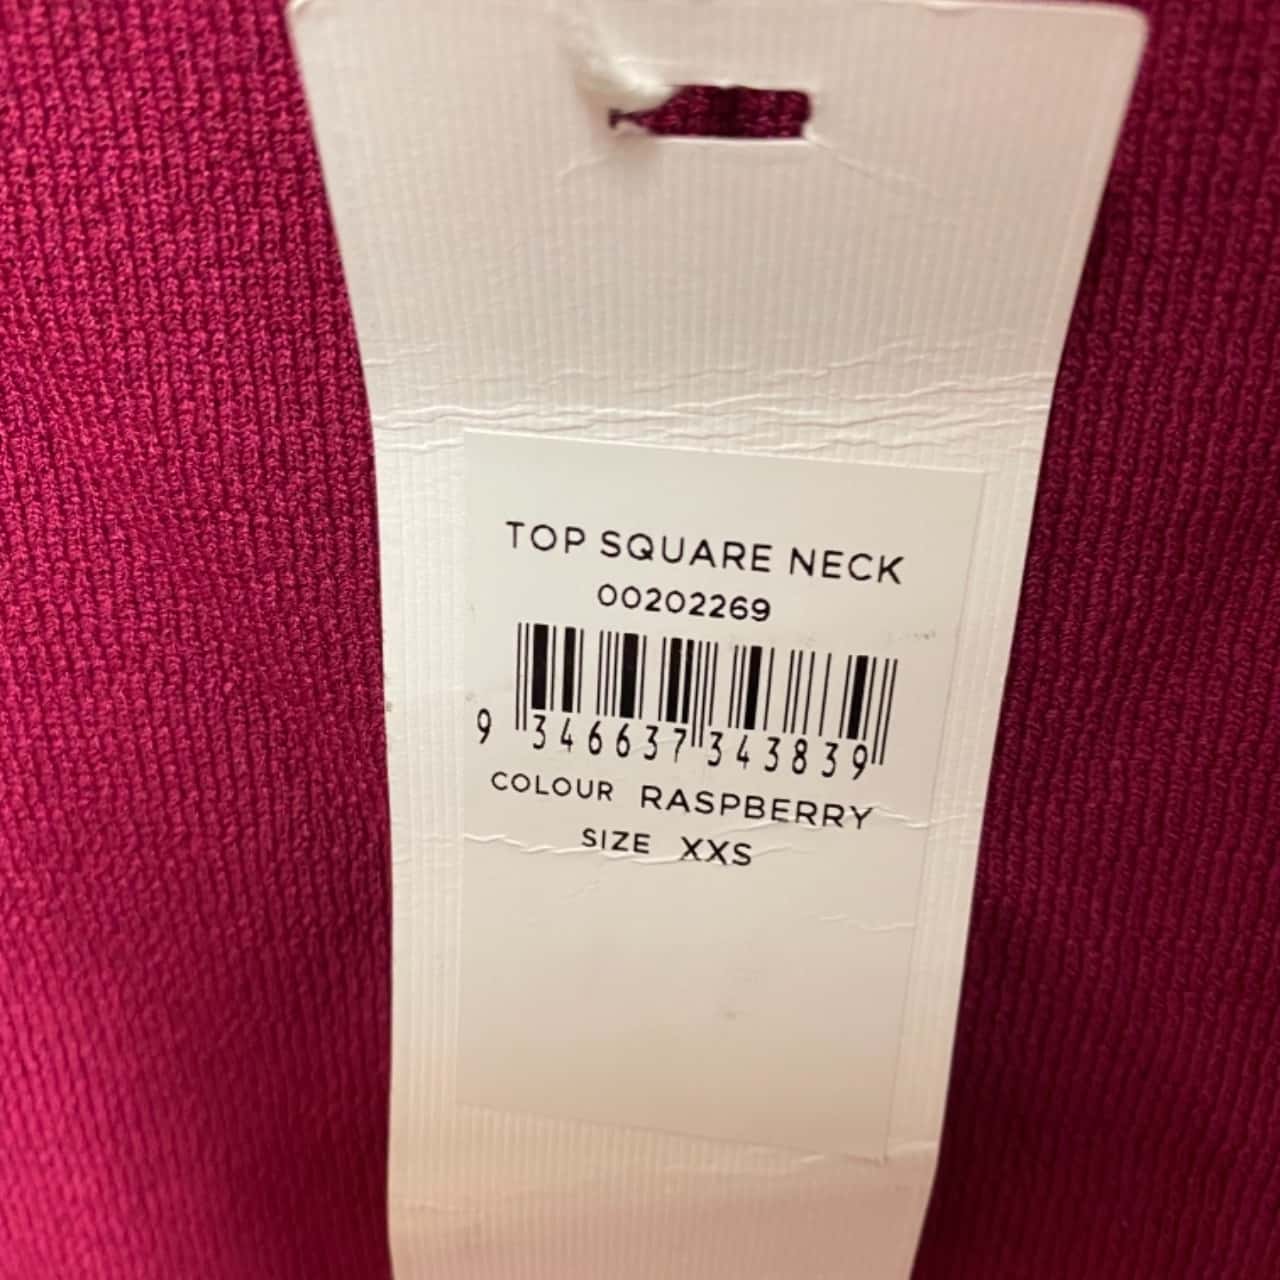 TOP SQUARE NECK
00202269
9 346637 343839
COLOUR RASPBERRY
SIZE XXS